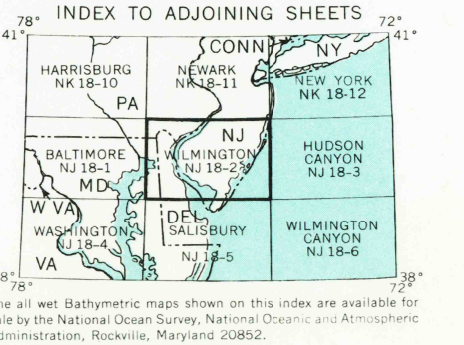 INDEX TO ADJOINING SHEETS
78° 72°
41° 41°
CONN NY
HARRISBURG NEWARK NEW YORK
NK 18-10 NK 18-11 NK 18-12
PA
NJ
BALTIMORE WILMINGTON HUDSON
NJ 18-1 NJ 18-2 CANYON
MD NJ 18-3
W VA DEL
WASHINGTON SALISBURY WILMINGTON
NJ 18-4 NJ 18-5 CANYON
VA NJ 18-6
8° 38°
72°
he all wet Bathymetric maps shown on this index are available for
ale by the National Ocean Survey, National Oceanic and Atmospheric
dministration, Rockville, Maryland 20852.